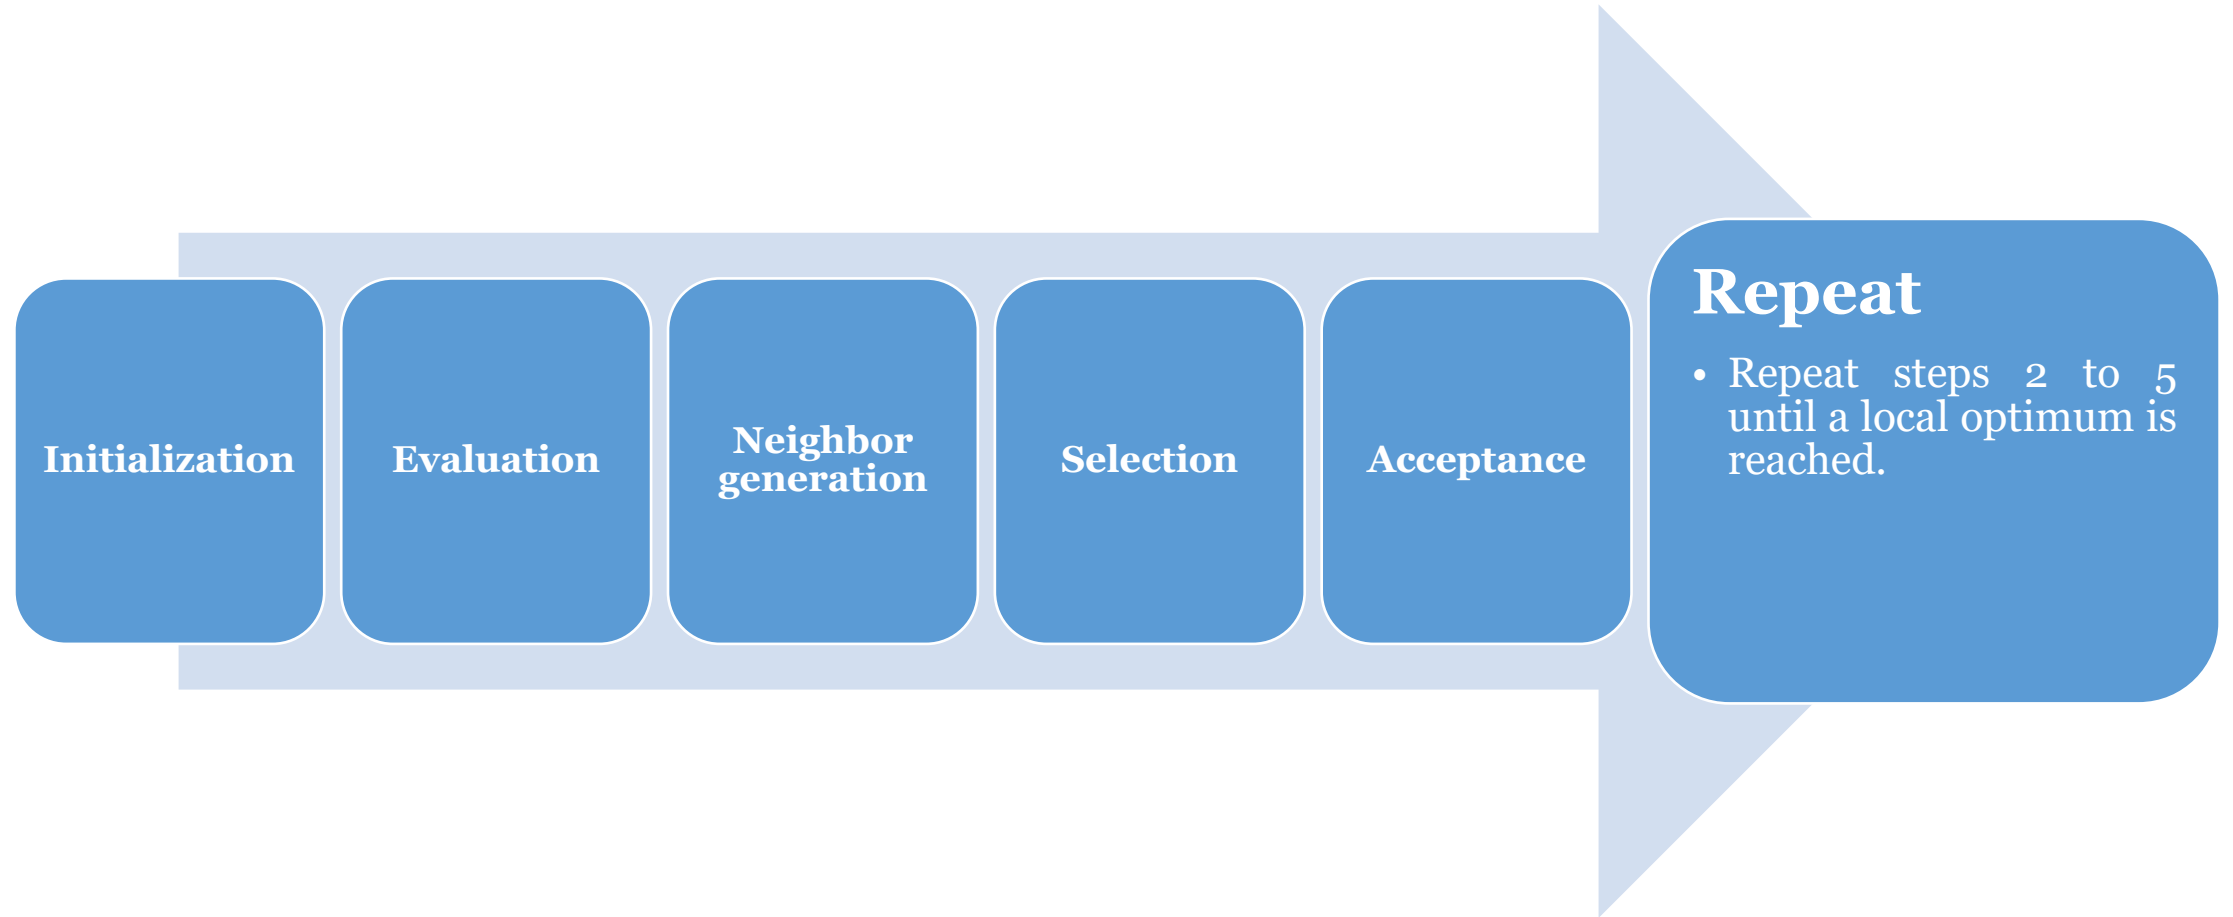 Initialization
Evaluation
Neighbor
generation
Selection
Acceptance
Repeat
• Repeat steps 2 to 5
until a local optimum is
reached.